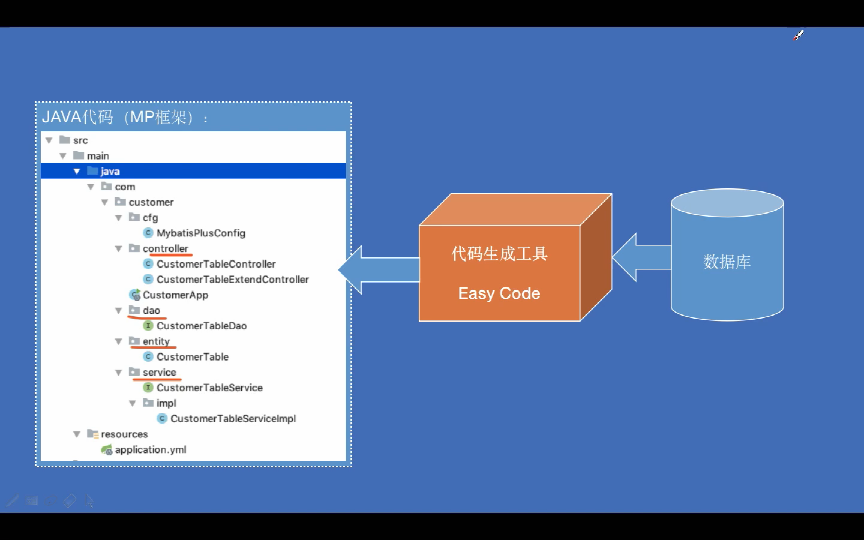 JAVA代码（MP框架）：
src
main
java
com
customer
cfg
MybatisPlusConfig
controller
CustomerTableController
CustomerTableExtendController
CustomerApp
dao
CustomerTableDao
entity
CustomerTable
service
CustomerTableService
impl
CustomerTableServiceImpl
resources
application.yml
代码生成工具
Easy Code
数据库